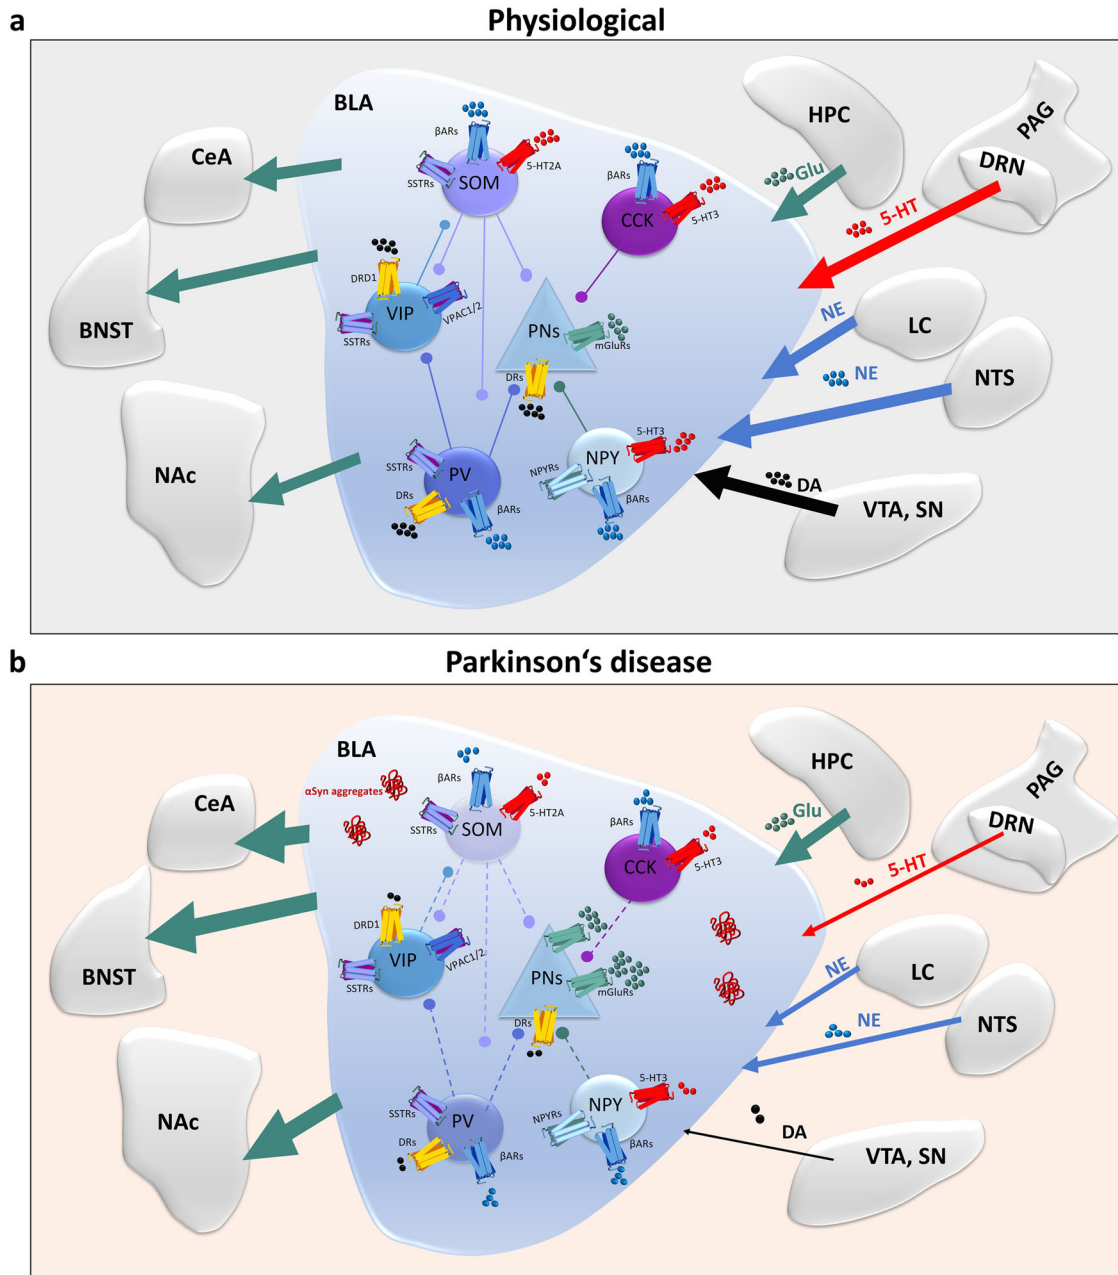 a
Physiological
BLA
βARs
5-HT2A
SSTRs
SOM
βARs
5-HT3
CCK
HPC
PAG
DRN
CeA
Glu
5-HT
DRD1
VIP
VPAC1/2
SSTRs
BNST
PNs
mGluRs
DRs
NE
LC
NE
NTS
NAc
SSTRs
PV
DRs
βARs
5-HT3
NPY
NPYRs
βARs
DA
VTA, SN
b
Parkinson‘s disease
BLA
αSyn aggregates
βARs
5-HT2A
SSTRs
SOM
βARs
5-HT3
CCK
HPC
PAG
DRN
CeA
Glu
5-HT
DRD1
VIP
VPAC1/2
SSTRs
BNST
PNs
mGluRs
DRs
NE
LC
NE
NTS
NAc
SSTRs
PV
DRs
βARs
5-HT3
NPY
NPYRs
βARs
DA
VTA, SN